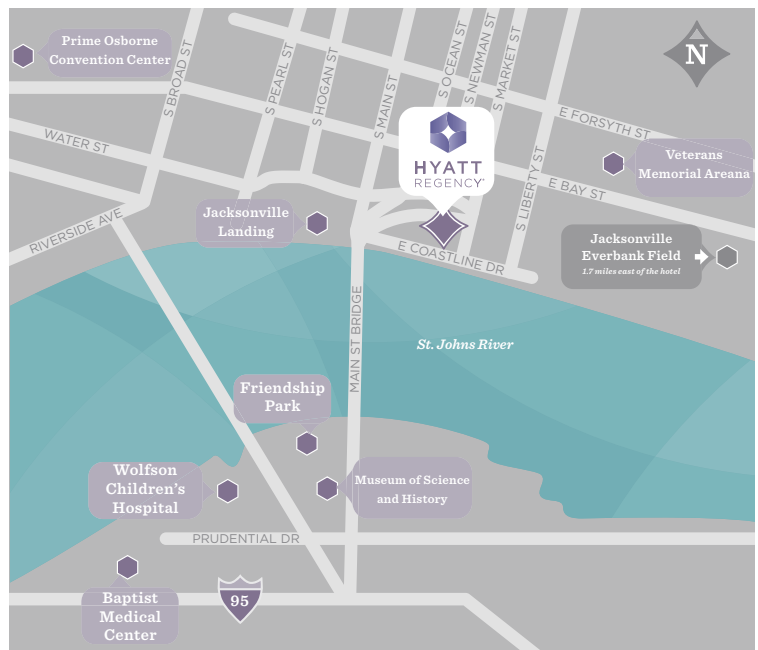 Prime Osborne
Convention Center
S BROAD ST
S PEARL ST
S HOGAN ST
S MAIN ST
S OCEAN ST
S NEWMAN ST
S MARKET ST
N
E FORSYTH ST
WATER ST
HYATT
REGENCY
Veterans
Memorial Areana
E BAY ST
S LIBERTY ST
RIVERSIDE AVE
Jacksonville
Landing
E COASTLINE DR
Jacksonville
Everbank Field
1.7 miles east of the hotel
MAIN ST BRIDGE
St. Johns River
Friendship
Park
Wolfson
Children's
Hospital
Museum of Science
and History
PRUDENTIAL DR
Baptist
Medical
Center
95